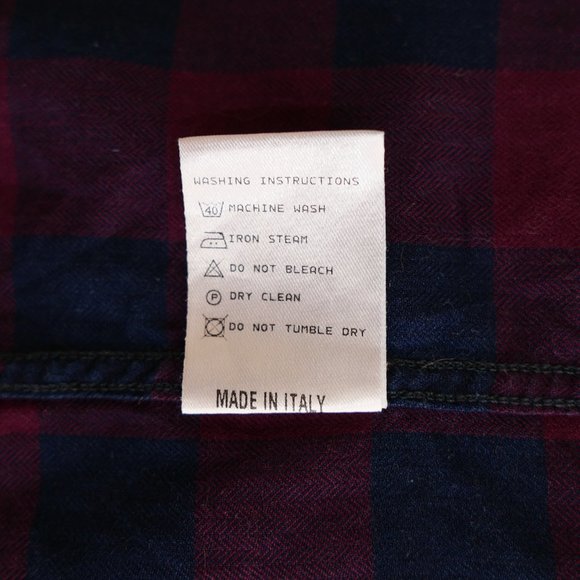 WASHING INSTRUCTIONS
40 MACHINE WASH
IRON STEAM
DO NOT BLEACH
P DRY CLEAN
DO NOT TUMBLE DRY
MADE IN ITALY